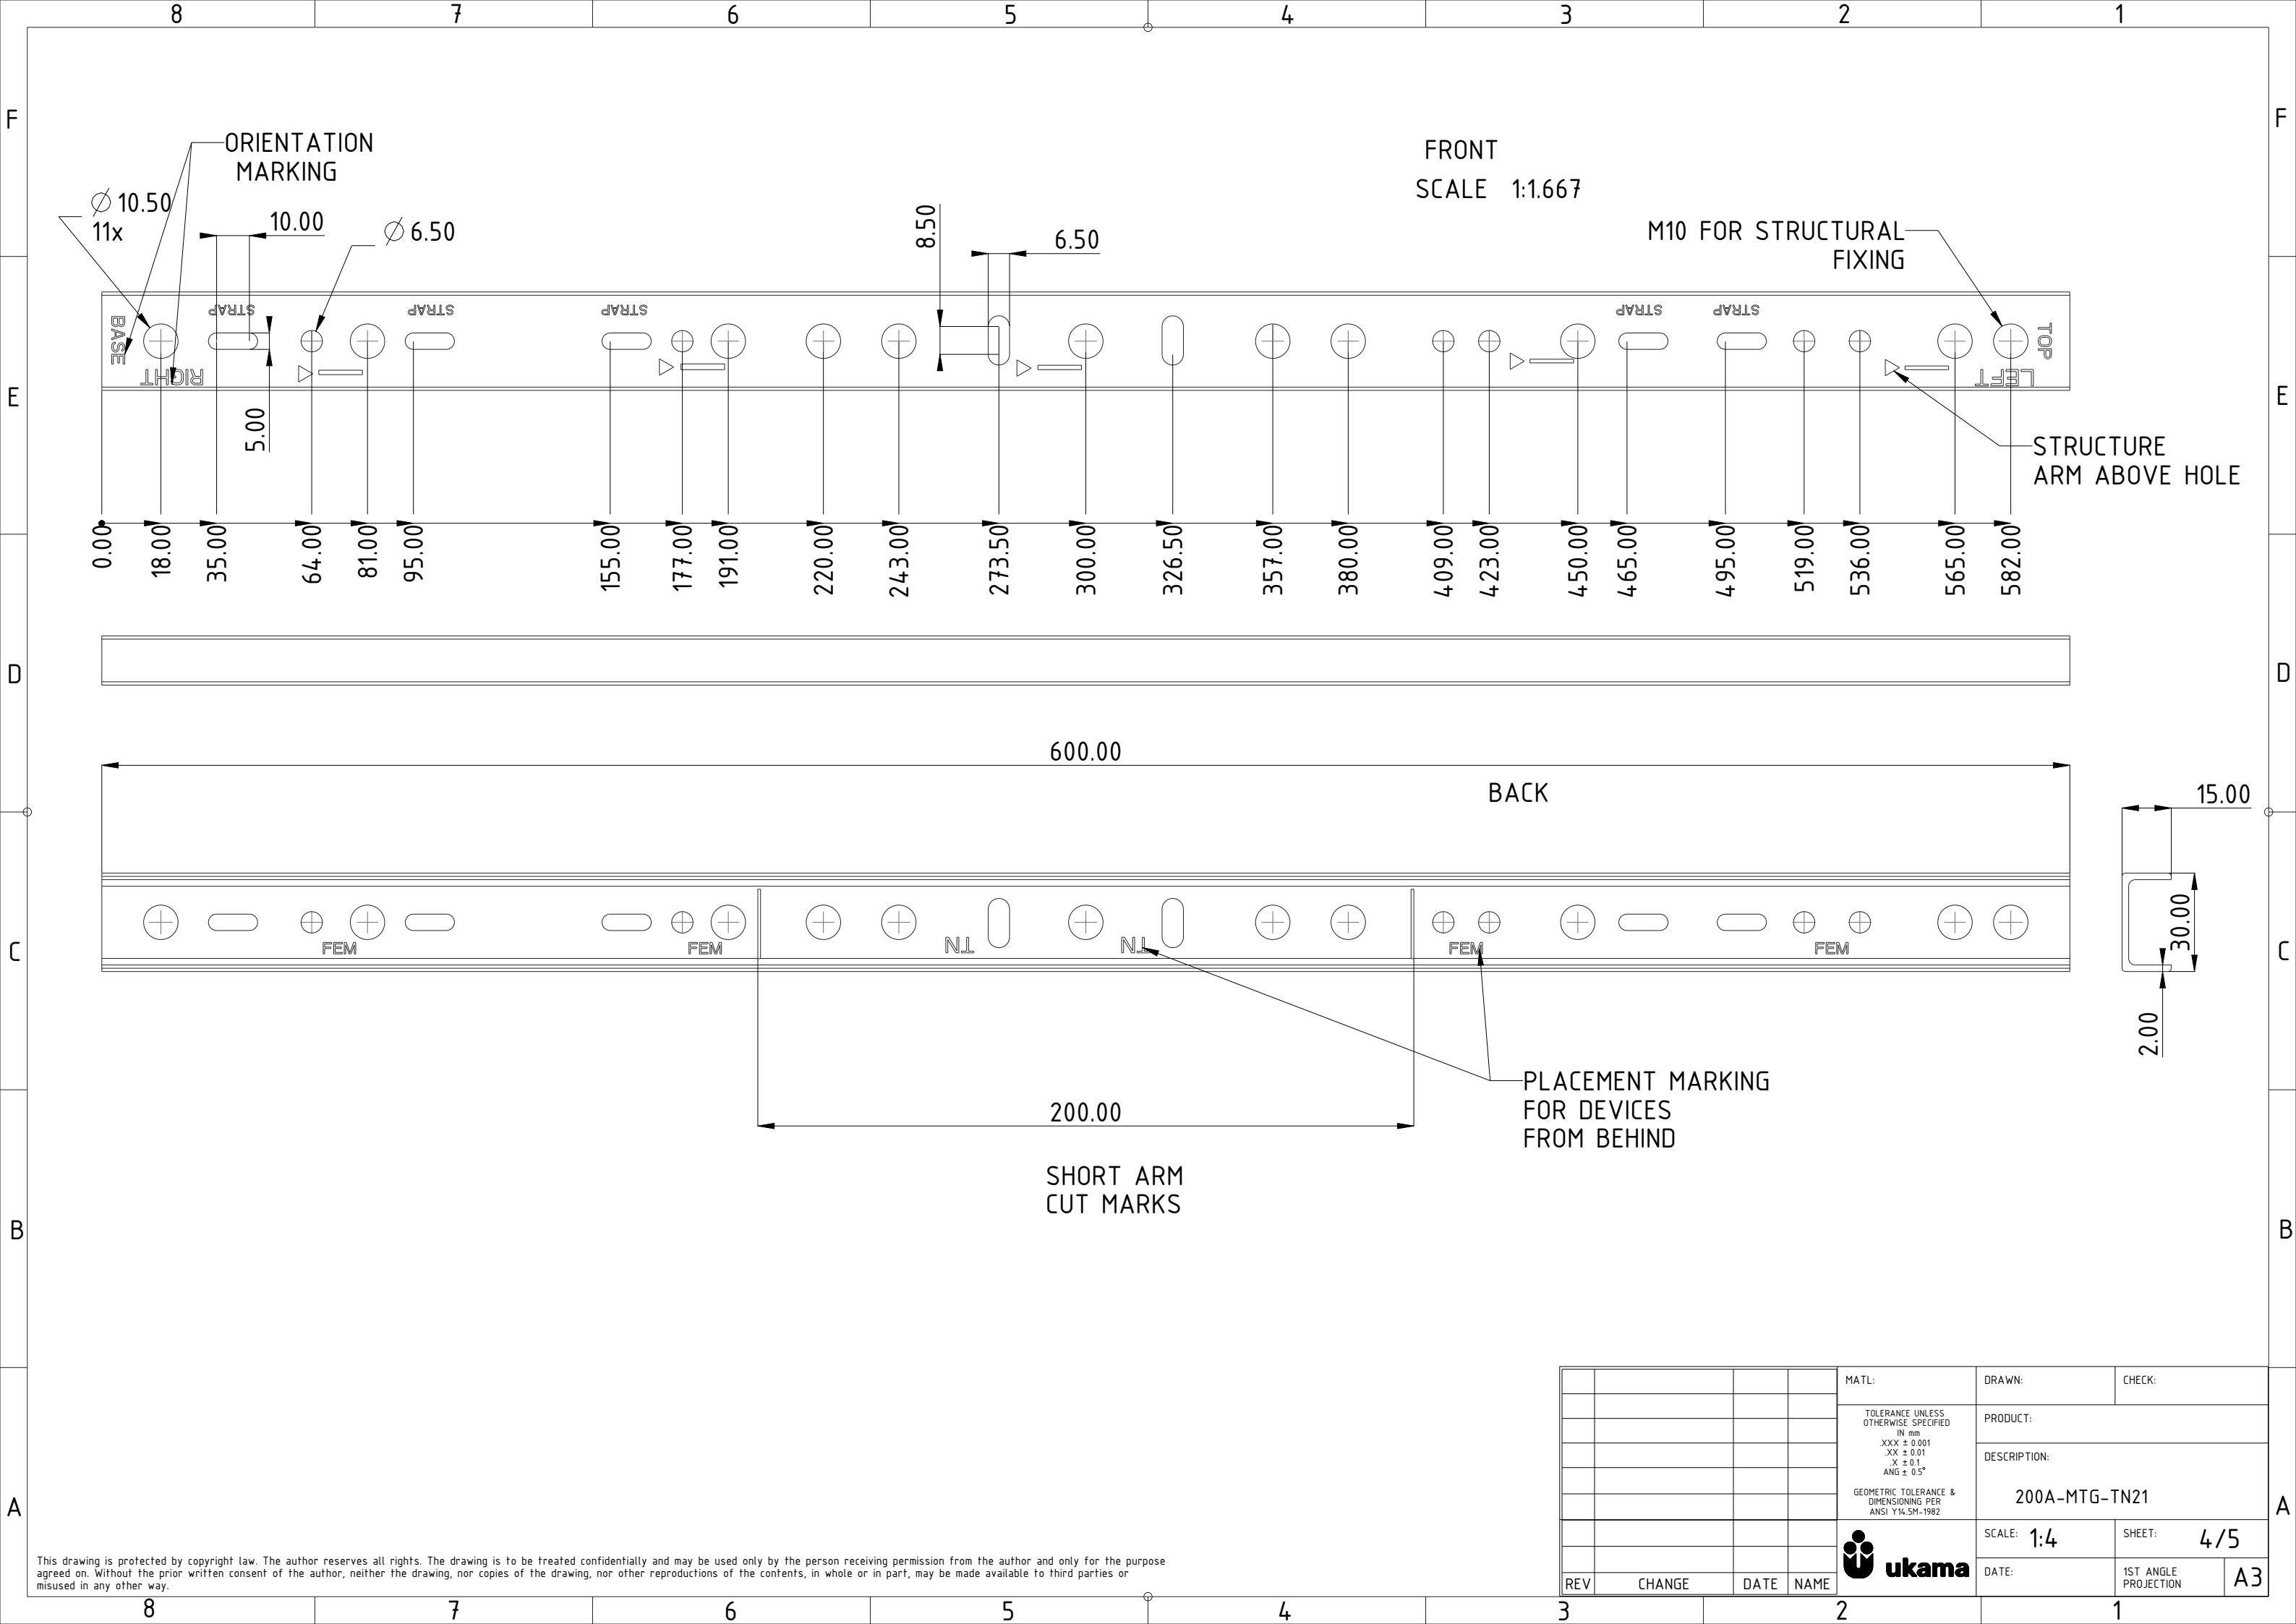 8 7 6 5 4 3 2 1
F
F
ORIENTATION
MARKING
FRONT
SCALE 1:1.667
Ø 10.50
11x
10.00
Ø 6.50
8.50
6.50
M10 FOR STRUCTURAL
FIXING
STRAP STRAP STRAP STRAP STRAP
BASE
TOP
RIGHT
LEFT
E
E
5.00
STRUCTURE
ARM ABOVE HOLE
0.00 18.00 35.00 64.00 81.00 95.00 155.00 177.00 191.00 220.00 243.00 273.50 300.00 326.50 357.00 380.00 409.00 423.00 450.00 465.00 495.00 519.00 536.00 565.00 582.00
D
D
600.00
BACK
15.00
30.00
2.00
FEM FEM TN TN FEM FEM
C
C
PLACEMENT MARKING
FOR DEVICES
FROM BEHIND
200.00
SHORT ARM
CUT MARKS
B
B
A
A
MATL:
DRAWN:
CHECK:
TOLERANCE UNLESS
OTHERWISE SPECIFIED
IN mm
.XXX ± 0.001
.XX ± 0.01
.X ± 0.1
ANG ± 0.5°
GEOMETRIC TOLERANCE &
DIMENSIONING PER
ANSI Y14.5M-1982
PRODUCT:
DESCRIPTION:
200A-MTG-TN21
SCALE: 1:4
SHEET: 4/5
DATE:
1ST ANGLE
PROJECTION
A3
ukama
REV CHANGE DATE NAME
This drawing is protected by copyright law. The author reserves all rights. The drawing is to be treated confidentially and may be used only by the person receiving permission from the author and only for the purpose
agreed on. Without the prior written consent of the author, neither the drawing, nor copies of the drawing, nor other reproductions of the contents, in whole or in part, may be made available to third parties or
misused in any other way.
8 7 6 5 4 3 2 1